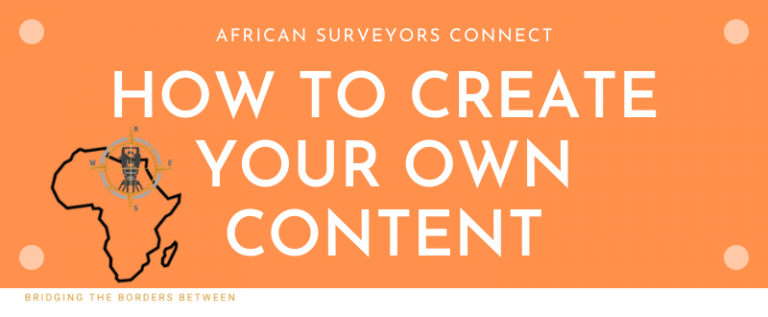 AFRICAN SURVEYORS CONNECT
HOW TO CREATE
YOUR OWN
CONTENT
W E
S
BRIDGING THE BORDERS BETWEEN